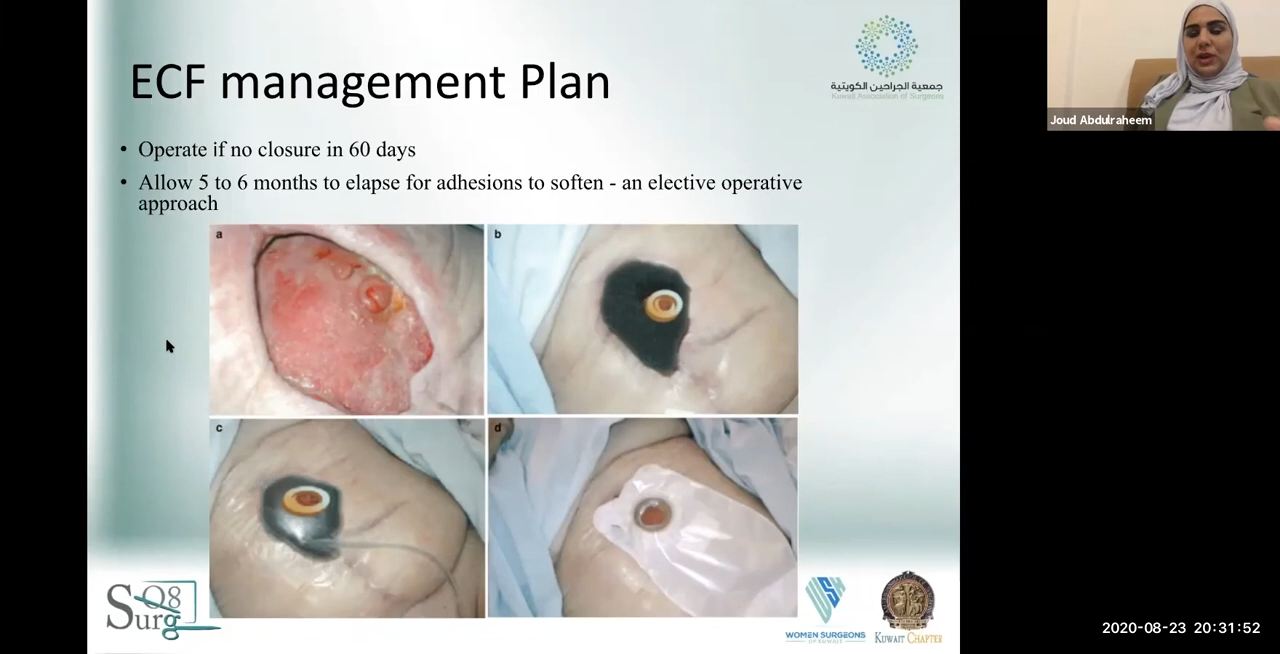 ECF management Plan
جمعية الجراحين الكويتية
Kuwait Association of Surgeons
Joud Abdulraheem
• Operate if no closure in 60 days
• Allow 5 to 6 months to elapse for adhesions to soften - an elective operative
approach
a
b
c
d
Q8
Surg
WOMEN SURGEONS
OF KUWAIT
KUWAIT CHAPTER
2020-08-23 20:31:52